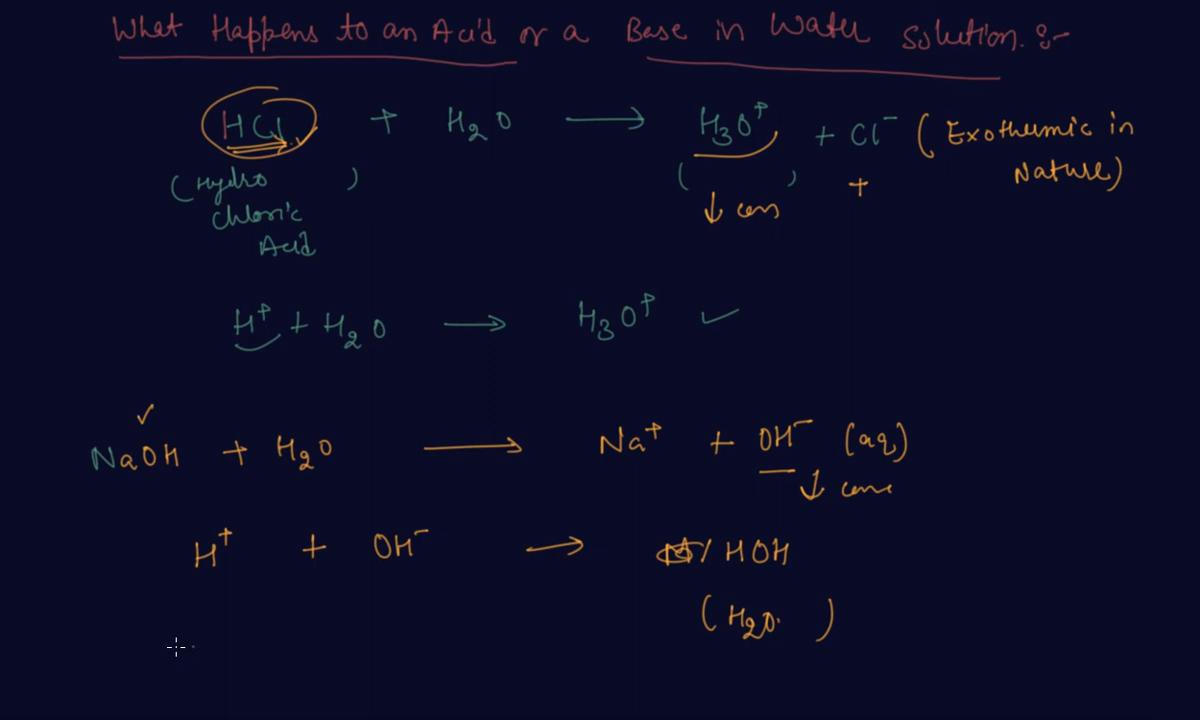 What Happens to an Acid or a Base in Water Solution :-
HCl + H2O → H3O+ + Cl- (Exothermic in Nature)
(Hydro Chloric Acid) ( ) +
↓ con
H+ + H2O → H3O+ ✓
✓
NaOH + H2O → Na+ + OH- (aq)
↓ conc
H+ + OH- → / HOH
(H2O)